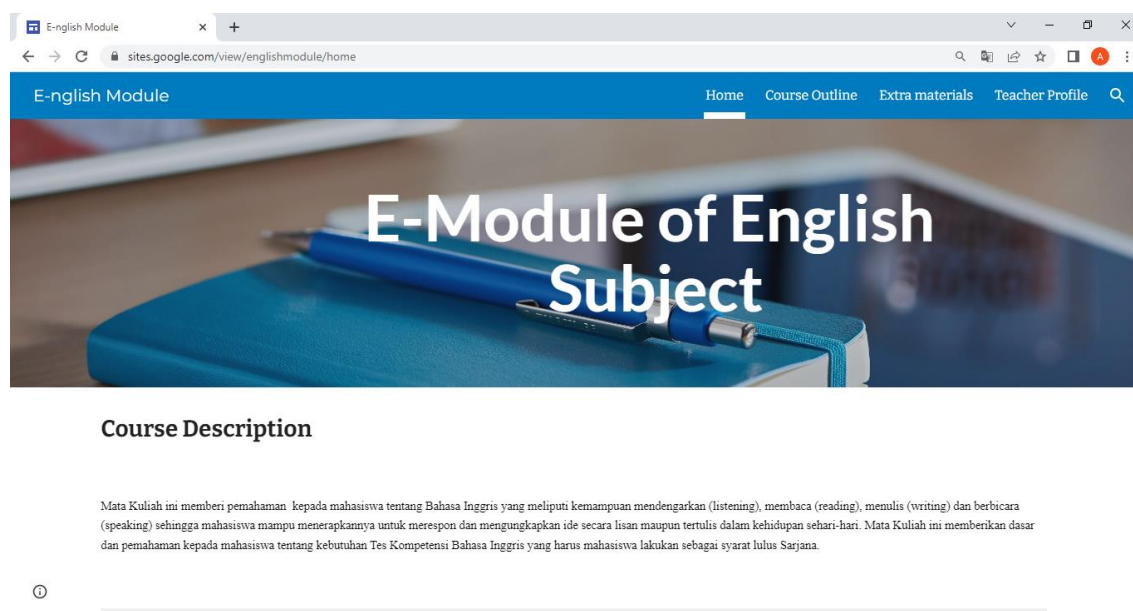 E-nglish Module
sites.google.com/view/englishmodule/home
A
E-nglish Module
Home Course Outline Extra materials Teacher Profile
E-Module of English
Subject
Course Description
Mata Kuliah ini memberi pemahaman kepada mahasiswa tentang Bahasa Inggris yang meliputi kemampuan mendengarkan (listening), membaca (reading), menulis (writing) dan berbicara
(speaking) sehingga mahasiswa mampu menerapkannya untuk merespon dan mengungkapkan ide secara lisan maupun tertulis dalam kehidupan sehari-hari. Mata Kuliah ini memberikan dasar
dan pemahaman kepada mahasiswa tentang kebutuhan Tes Kompetensi Bahasa Inggris yang harus mahasiswa lakukan sebagai syarat lulus Sarjana.